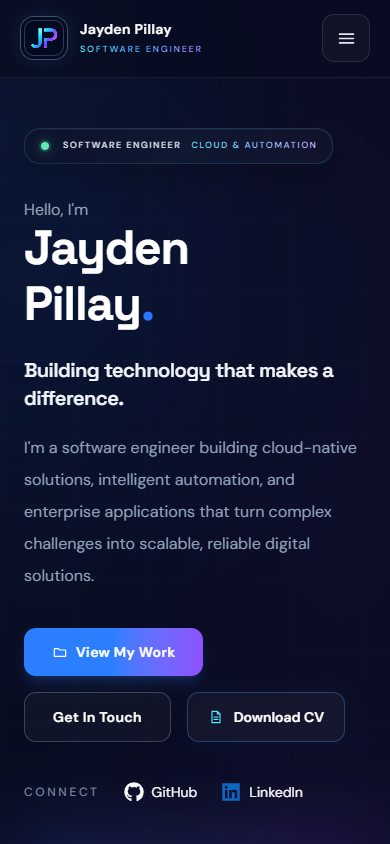 JP
Jayden Pillay
SOFTWARE ENGINEER
SOFTWARE ENGINEER CLOUD & AUTOMATION
Hello, I'm
Jayden
Pillay.
Building technology that makes a
difference.
I'm a software engineer building cloud-native
solutions, intelligent automation, and
enterprise applications that turn complex
challenges into scalable, reliable digital
solutions.
View My Work
Get In Touch
Download CV
CONNECT GitHub LinkedIn